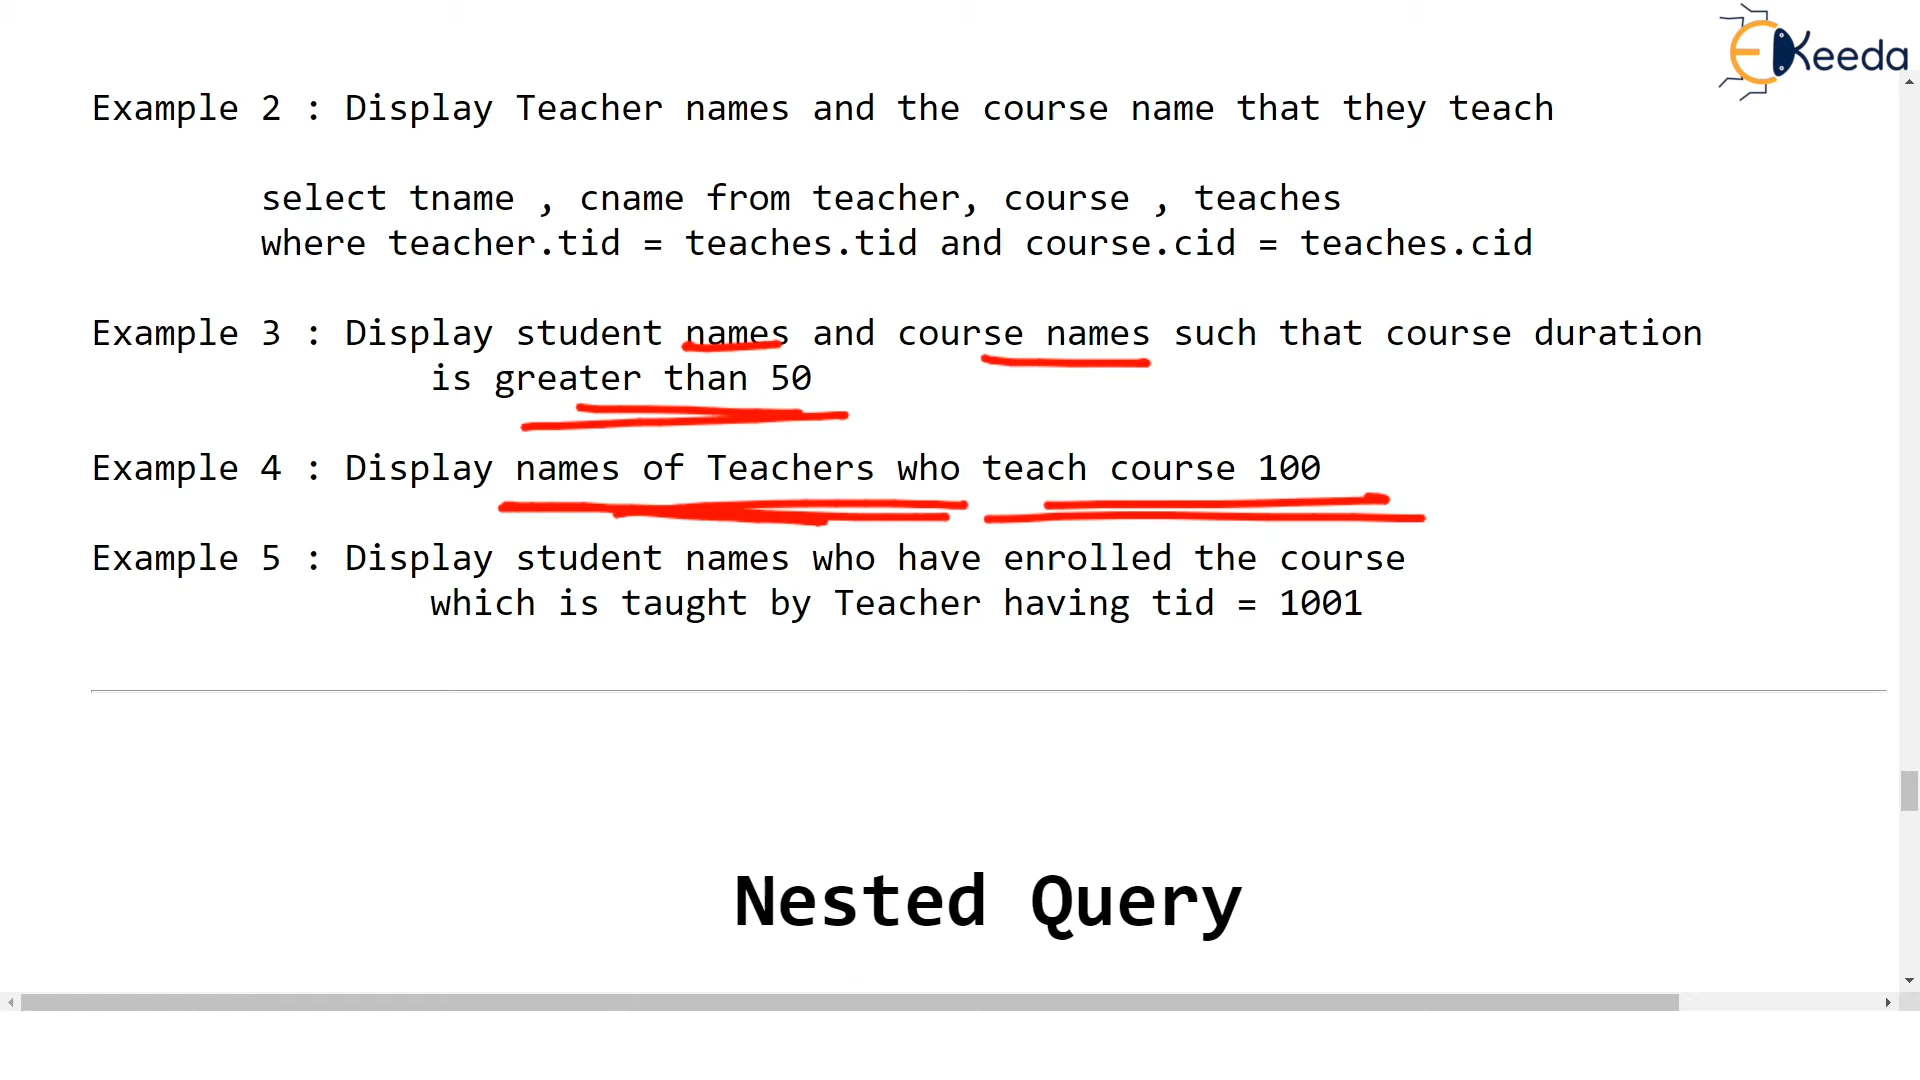 EKeeda
Example 2 : Display Teacher names and the course name that they teach
select tname , cname from teacher, course , teaches
where teacher.tid = teaches.tid and course.cid = teaches.cid
Example 3 : Display student names and course names such that course duration
is greater than 50
Example 4 : Display names of Teachers who teach course 100
Example 5 : Display student names who have enrolled the course
which is taught by Teacher having tid = 1001
Nested Query